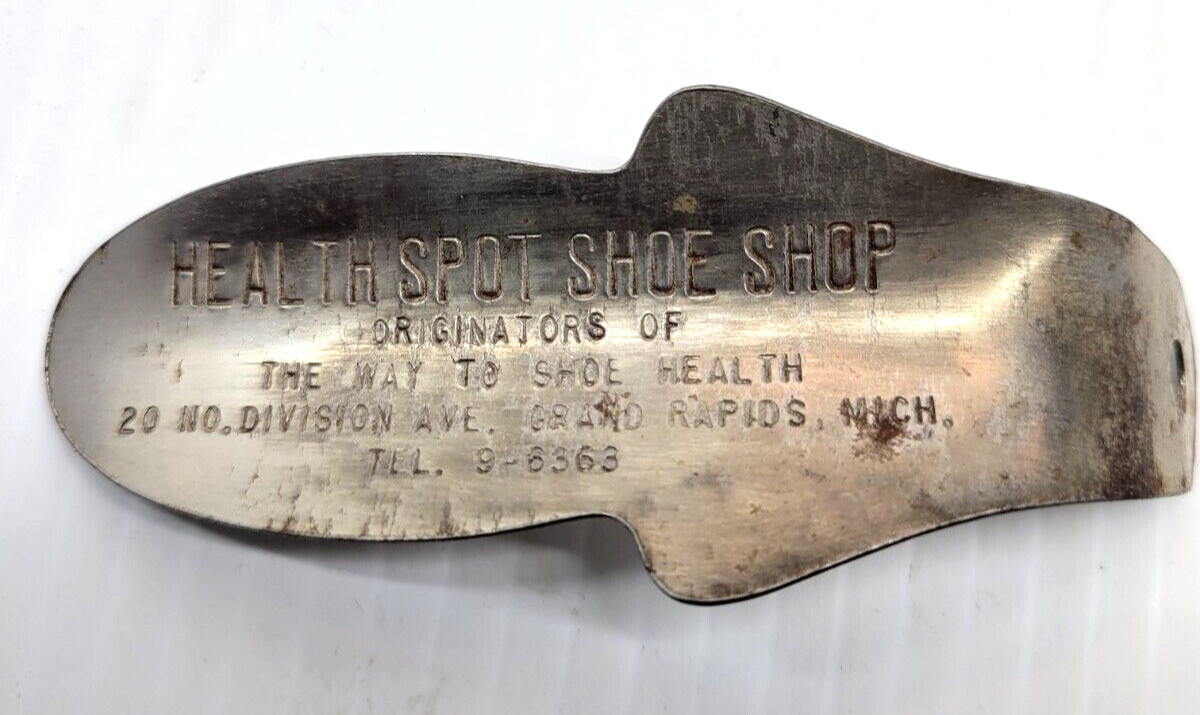 HEALTH SPOT SHOE SHOP
ORIGINATORS OF
THE WAY TO SHOE HEALTH
20 NO. DIVISION AVE. GRAND RAPIDS, MICH.
TEL. 9-6363